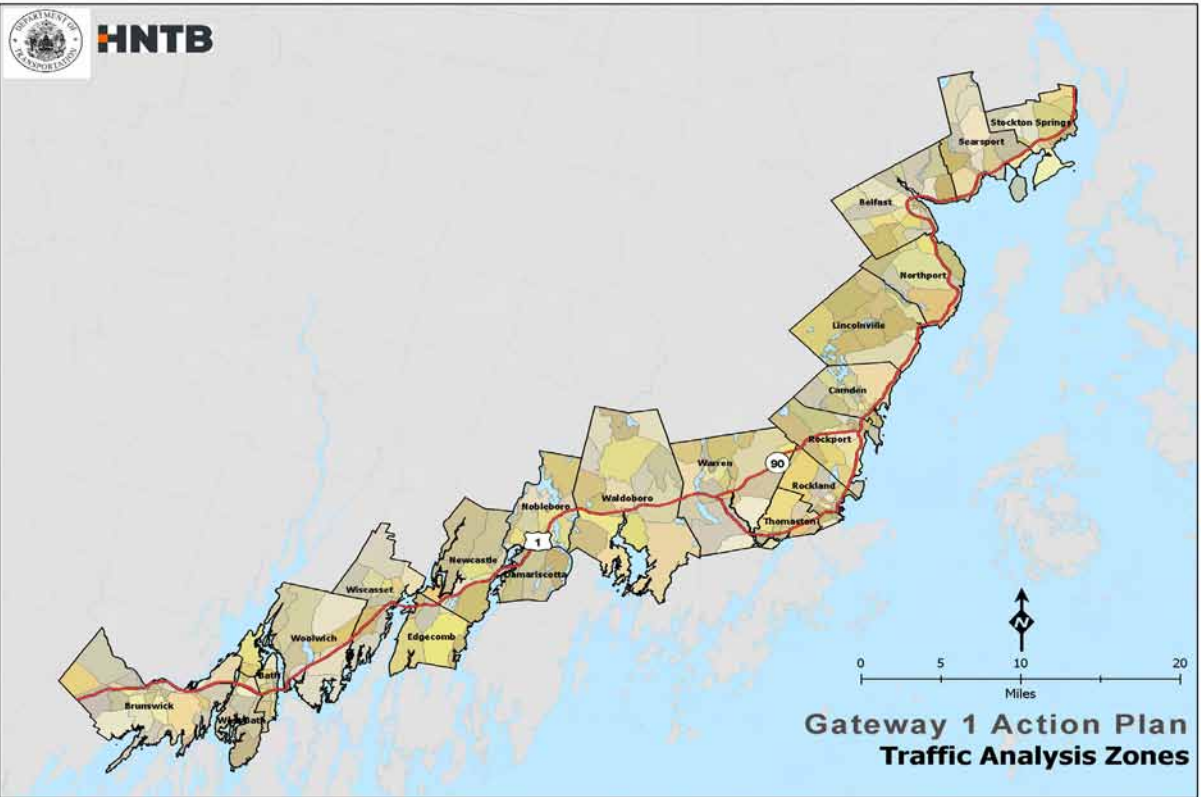 DEPARTMENT OF
TRANSPORTATION
HNTB
Stockton Springs
Searsport
Belfast
Northport
Lincolnville
Camden
Rockport
Warren
90
Rockland
Waldoboro
Nobleboro
Thomaston
1
Newcastle
Damariscotta
Wiscasset
Woolwich
Edgecomb
Bath
Brunswick
West Bath
N
0 5 10 20
Miles
Gateway 1 Action Plan
Traffic Analysis Zones